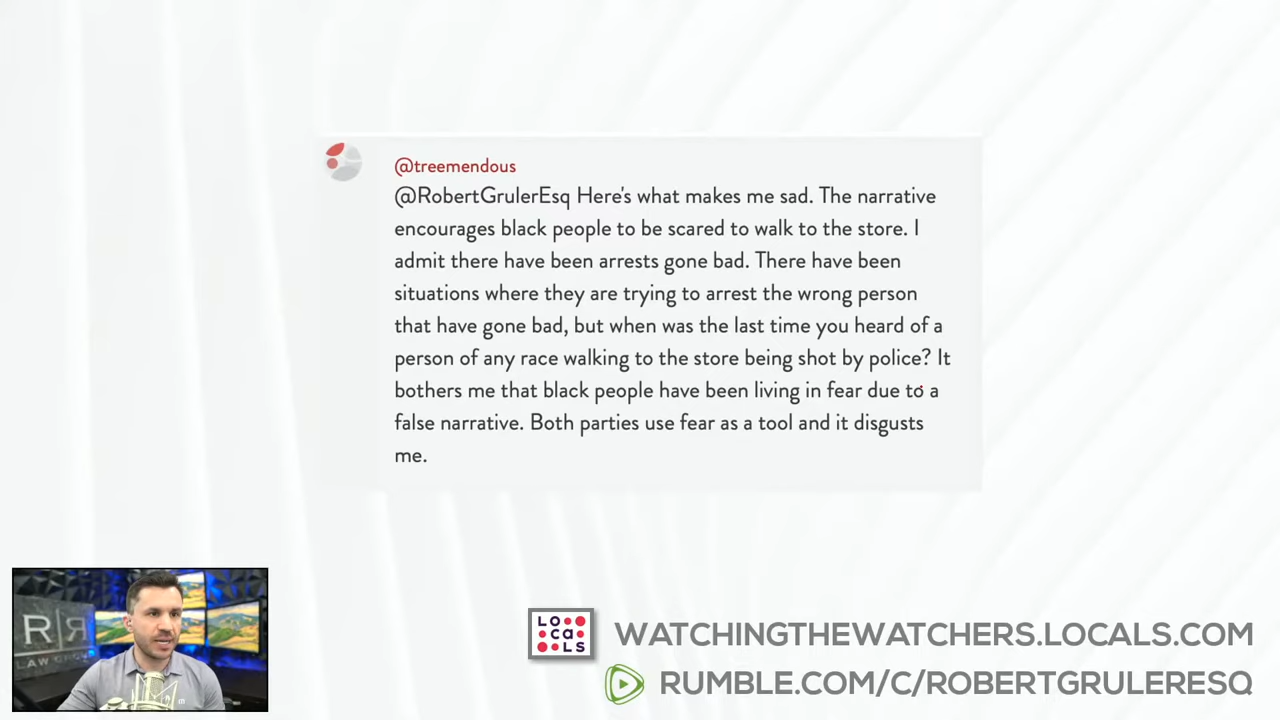 @treemendous
@RobertGrulerEsq Here's what makes me sad. The narrative
encourages black people to be scared to walk to the store. I
admit there have been arrests gone bad. There have been
situations where they are trying to arrest the wrong person
that have gone bad, but when was the last time you heard of a
person of any race walking to the store being shot by police? It
bothers me that black people have been living in fear due to a
false narrative. Both parties use fear as a tool and it disgusts
me.
R|R
LAW GROUP
LOCALS
WATCHINGTHEWATCHERS.LOCALS.COM
RUMBLE.COM/C/ROBERTGRULERESQ